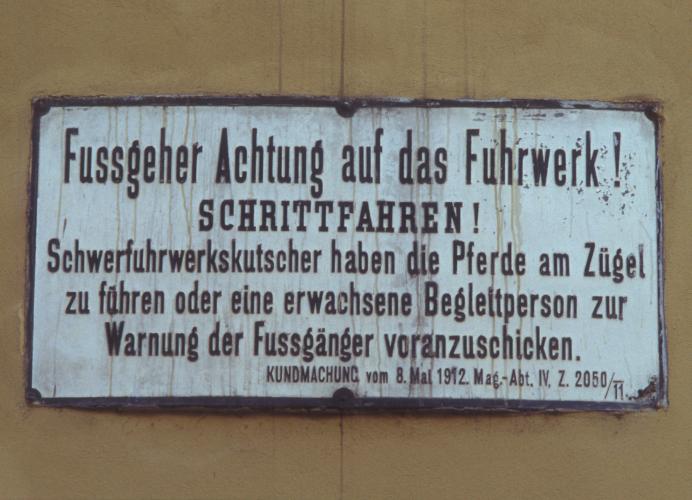 Fussgeher Achtung auf das Fuhrwerk!
SCHRITTFAHREN!
Schwerfuhrwerkskutscher haben die Pferde am Zügel
zu führen oder eine erwachsene Begleitperson zur
Warnung der Fussgänger voranzuschicken.
KUNDMACHUNG vom 8. Mai 1912. Mag.-Abt. IV. Z. 2050/11.